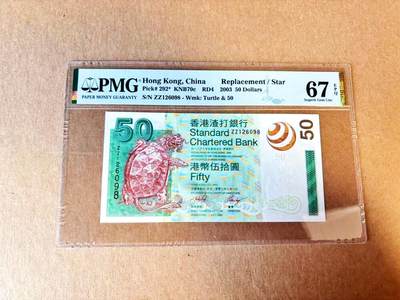 PMG
PAPER MONEY GUARANTY
Hong Kong, China Replacement / Star
Pick# 292* KNB70c RD4 2003 50 Dollars
S/N ZZ126098 - Wmk: Turtle & 50
67 EPQ
Superb Gem Unc
50
香港渣打銀行
Standard
Chartered Bank
ZZ126098
港幣伍拾圓
Fifty
50
ZZ126098